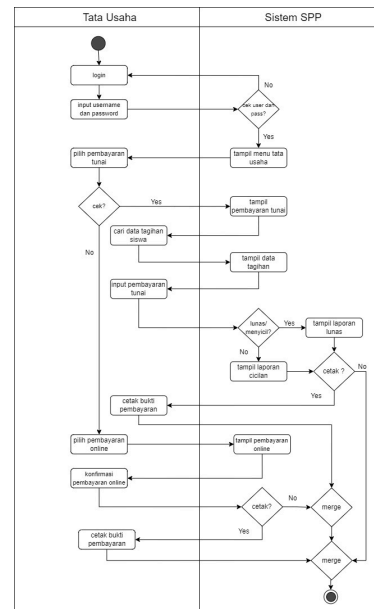 Tata Usaha
Sistem SPP
login
No
input username
dan password
cek user dan
pass?
Yes
pilih pembayaran
tunai
tampil menu tata
usaha
cek?
Yes
tampil
pembayaran tunai
cari data tagihan
siswa
No
tampil data
tagihan
input pembayaran
tunai
lunas/
menyicil?
Yes
tampil laporan
lunas
No
tampil laporan
cicilan
cetak ?
No
Yes
cetak bukti
pembayaran
pilih pembayaran
online
tampil pembayaran
online
konfirmasi
pembayaran online
cetak?
No
merge
Yes
cetak bukti
pembayaran
merge